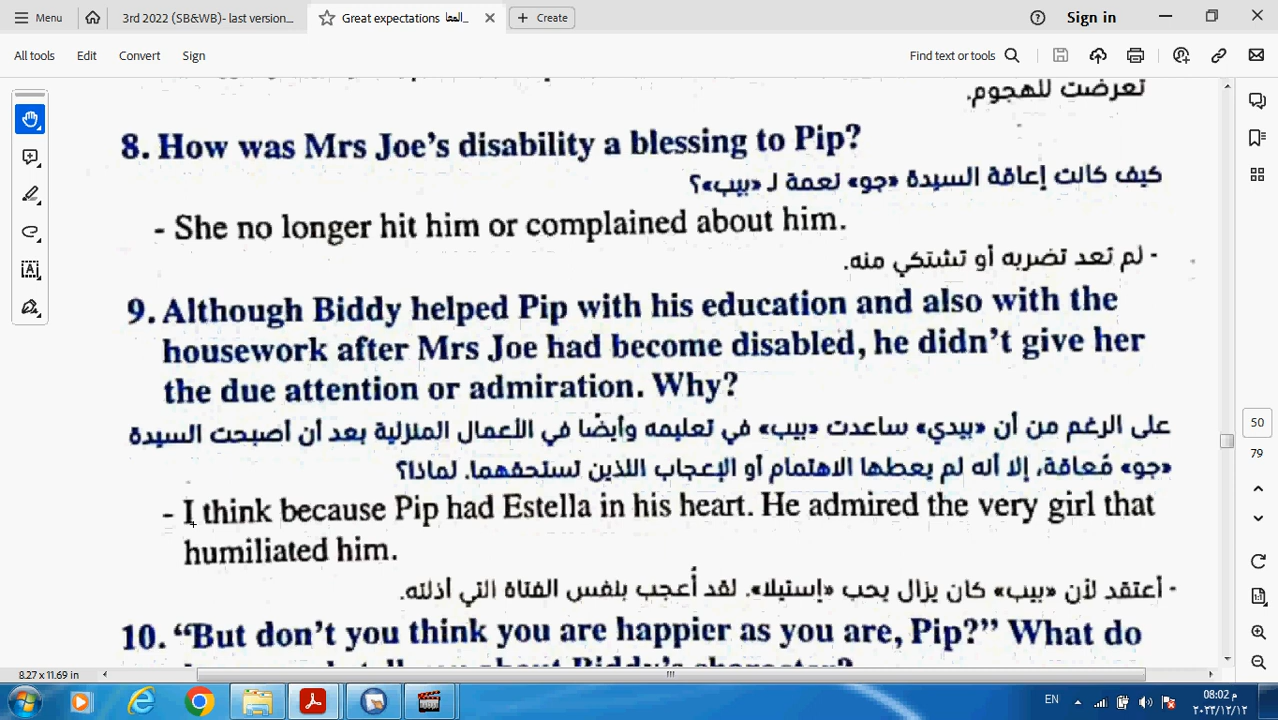 Menu
3rd 2022 (SB&WB)- last version...
Great expectations المعا...
Create
Sign in
All tools
Edit
Convert
Sign
Find text or tools
تعرضت للهجوم.
8. How was Mrs Joe's disability a blessing to Pip?
كيف كانت إعاقة السيدة «جو» نعمة لـ «بيب»؟
- She no longer hit him or complained about him.
- لم تعد تضربه أو تشتكي منه.
9. Although Biddy helped Pip with his education and also with the
housework after Mrs Joe had become disabled, he didn't give her
the due attention or admiration. Why?
على الرغم من أن «بيدي» ساعدت «بيب» في تعليمه وأيضًا في الأعمال المنزلية بعد أن أصبحت السيدة
«جو» مُعاقة، إلا أنه لم يعطها الاهتمام أو الإعجاب اللذين تستحقهما. لماذا؟
- I think because Pip had Estella in his heart. He admired the very girl that
humiliated him.
- أعتقد لأن «بيب» كان يزال يحب «إستيلا». لقد أُعجب بنفس الفتاة التي أذلته.
10. “But don't you think you are happier as you are, Pip?” What do
50
79
8.27 x 11.69 in
EN
08:02 م
٢٠٢٣/١٢/١٢